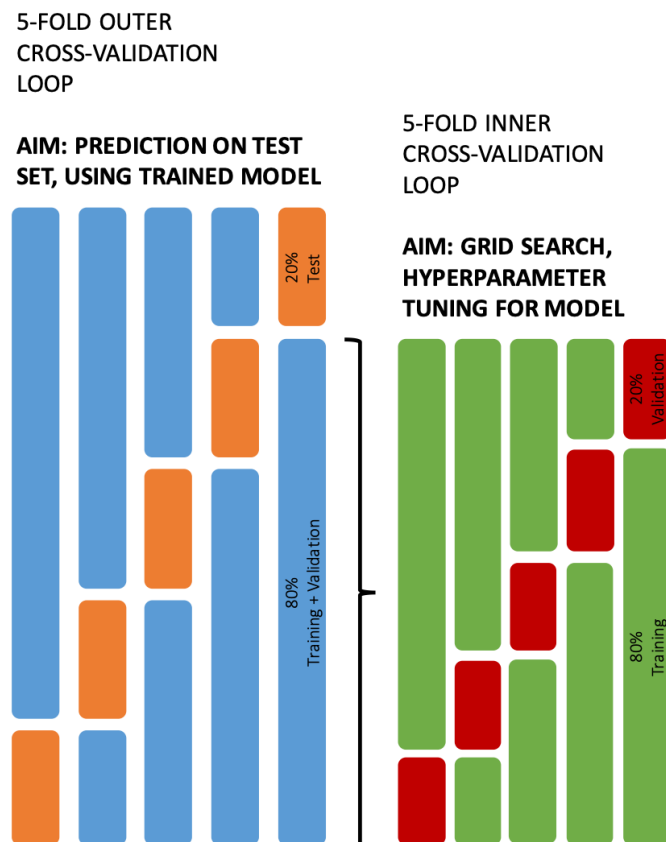 5-FOLD OUTER
CROSS-VALIDATION
LOOP
AIM: PREDICTION ON TEST
SET, USING TRAINED MODEL
20%
Test
80%
Training + Validation
5-FOLD INNER
CROSS-VALIDATION
LOOP
AIM: GRID SEARCH,
HYPERPARAMETER
TUNING FOR MODEL
20%
Validation
80%
Training